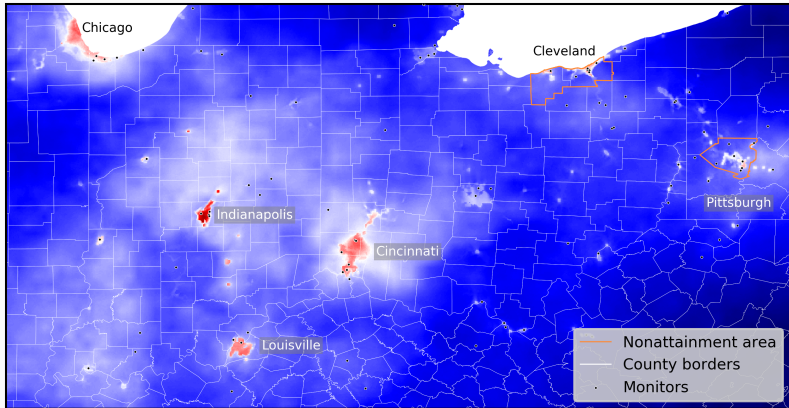 Chicago
Cleveland
Pittsburgh
Indianapolis
Cincinnati
Louisville
Nonattainment area
County borders
Monitors